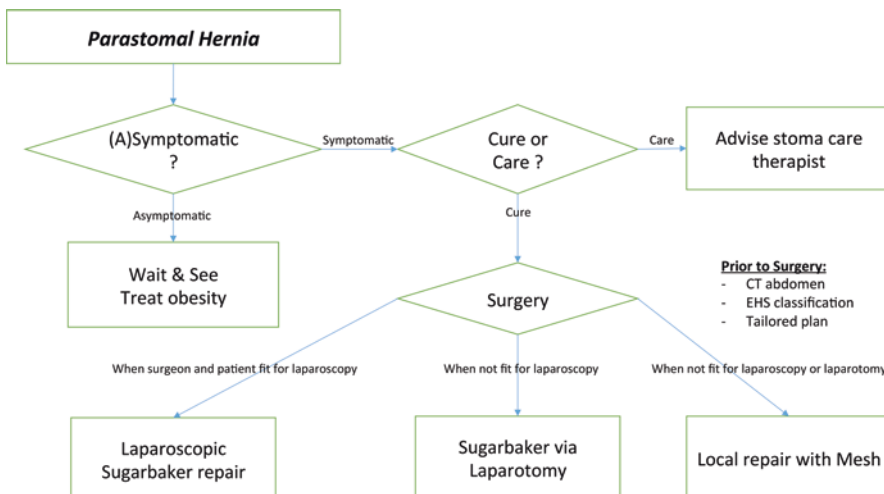 Parastomal Hernia
(A)Symptomatic
?
Symptomatic
Cure or
Care ?
Care
Advise stoma care
therapist
Asymptomatic
Cure
Wait & See
Treat obesity
Surgery
Prior to Surgery:
- CT abdomen
- EHS classification
- Tailored plan
When surgeon and patient fit for laparoscopy
When not fit for laparoscopy
When not fit for laparoscopy or laparotomy
Laparoscopic
Sugarbaker repair
Sugarbaker via
Laparotomy
Local repair with Mesh